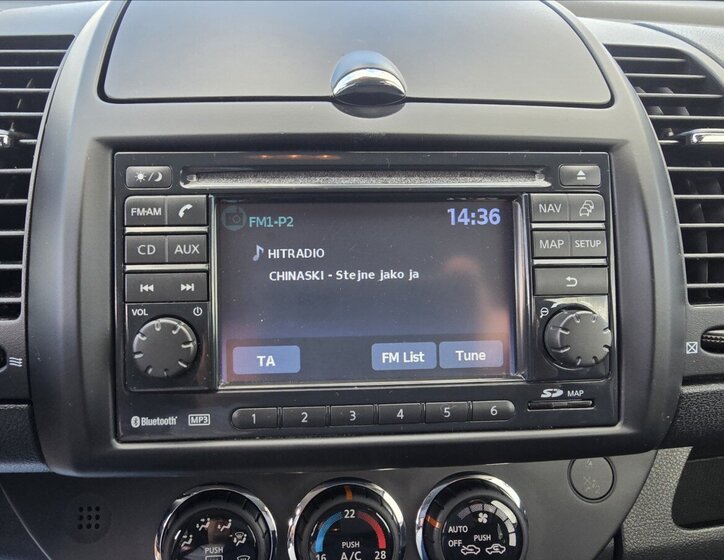 FM·AM
CD AUX
VOL
FM1-P2 14:36
HITRADIO
CHINASKI - Stejne jako ja
TA FM List Tune
NAV
MAP SETUP
Bluetooth MP3
1 2 3 4 5 6
SD MAP
PUSH
22
16 28
PUSH
A/C
AUTO
OFF
PUSH